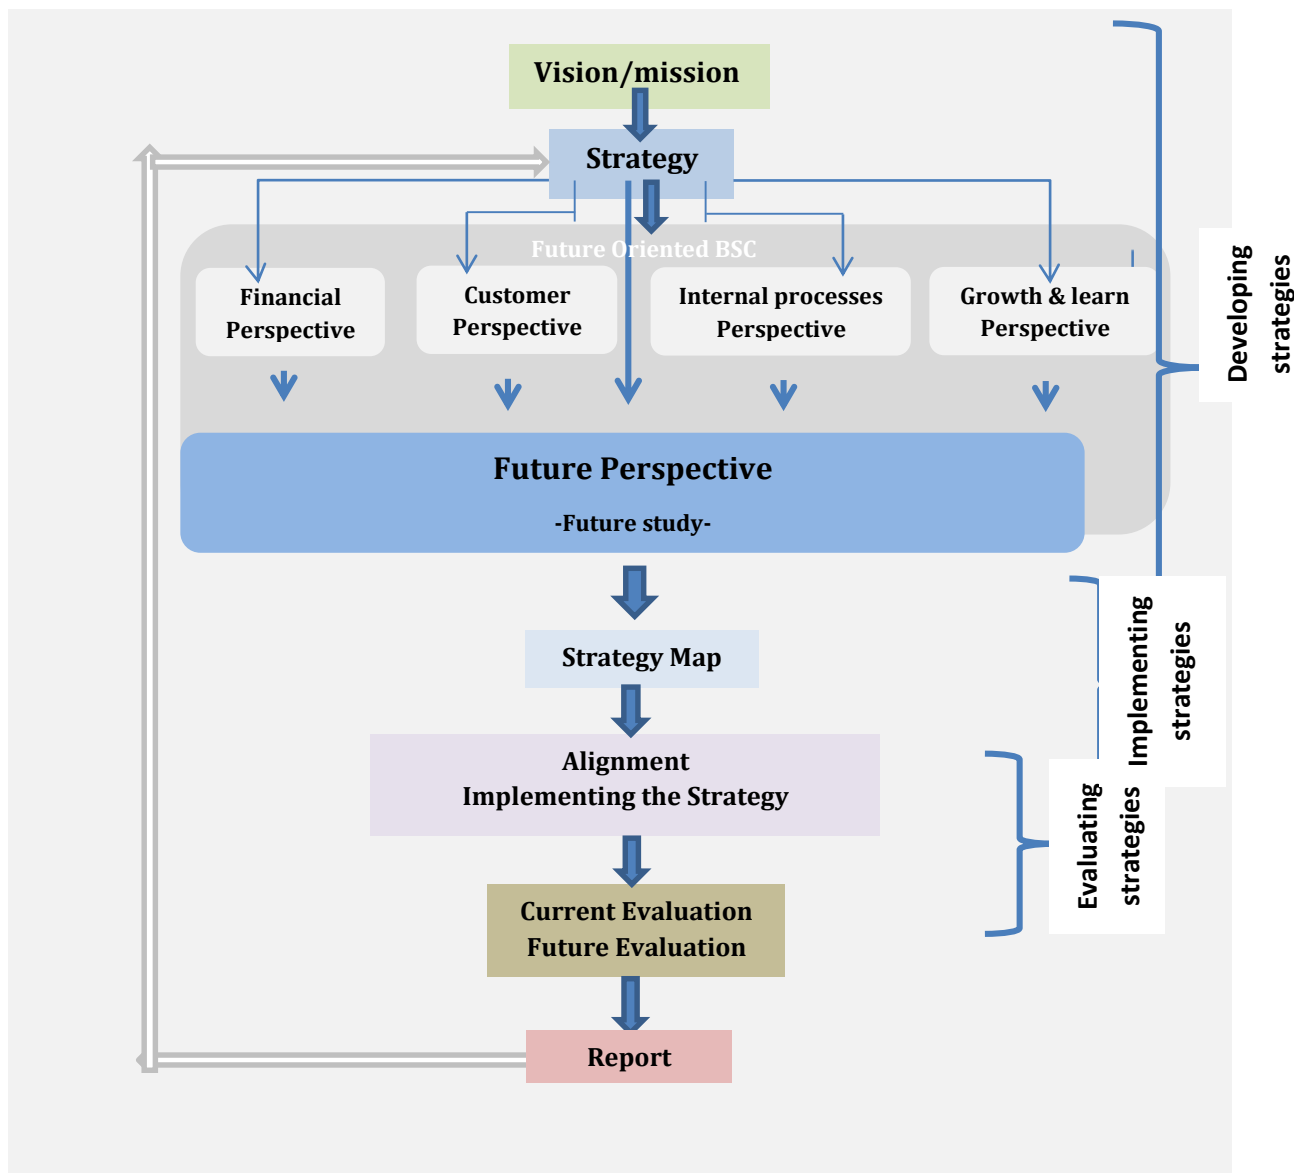 Vision/mission
Strategy
Future Oriented BSC
Financial
Perspective
Customer
Perspective
Internal processes
Perspective
Growth & learn
Perspective
Developing
strategies
Future Perspective
-Future study-
Strategy Map
Implementing
strategies
Alignment
Implementing the Strategy
Evaluating
strategies
Current Evaluation
Future Evaluation
Report